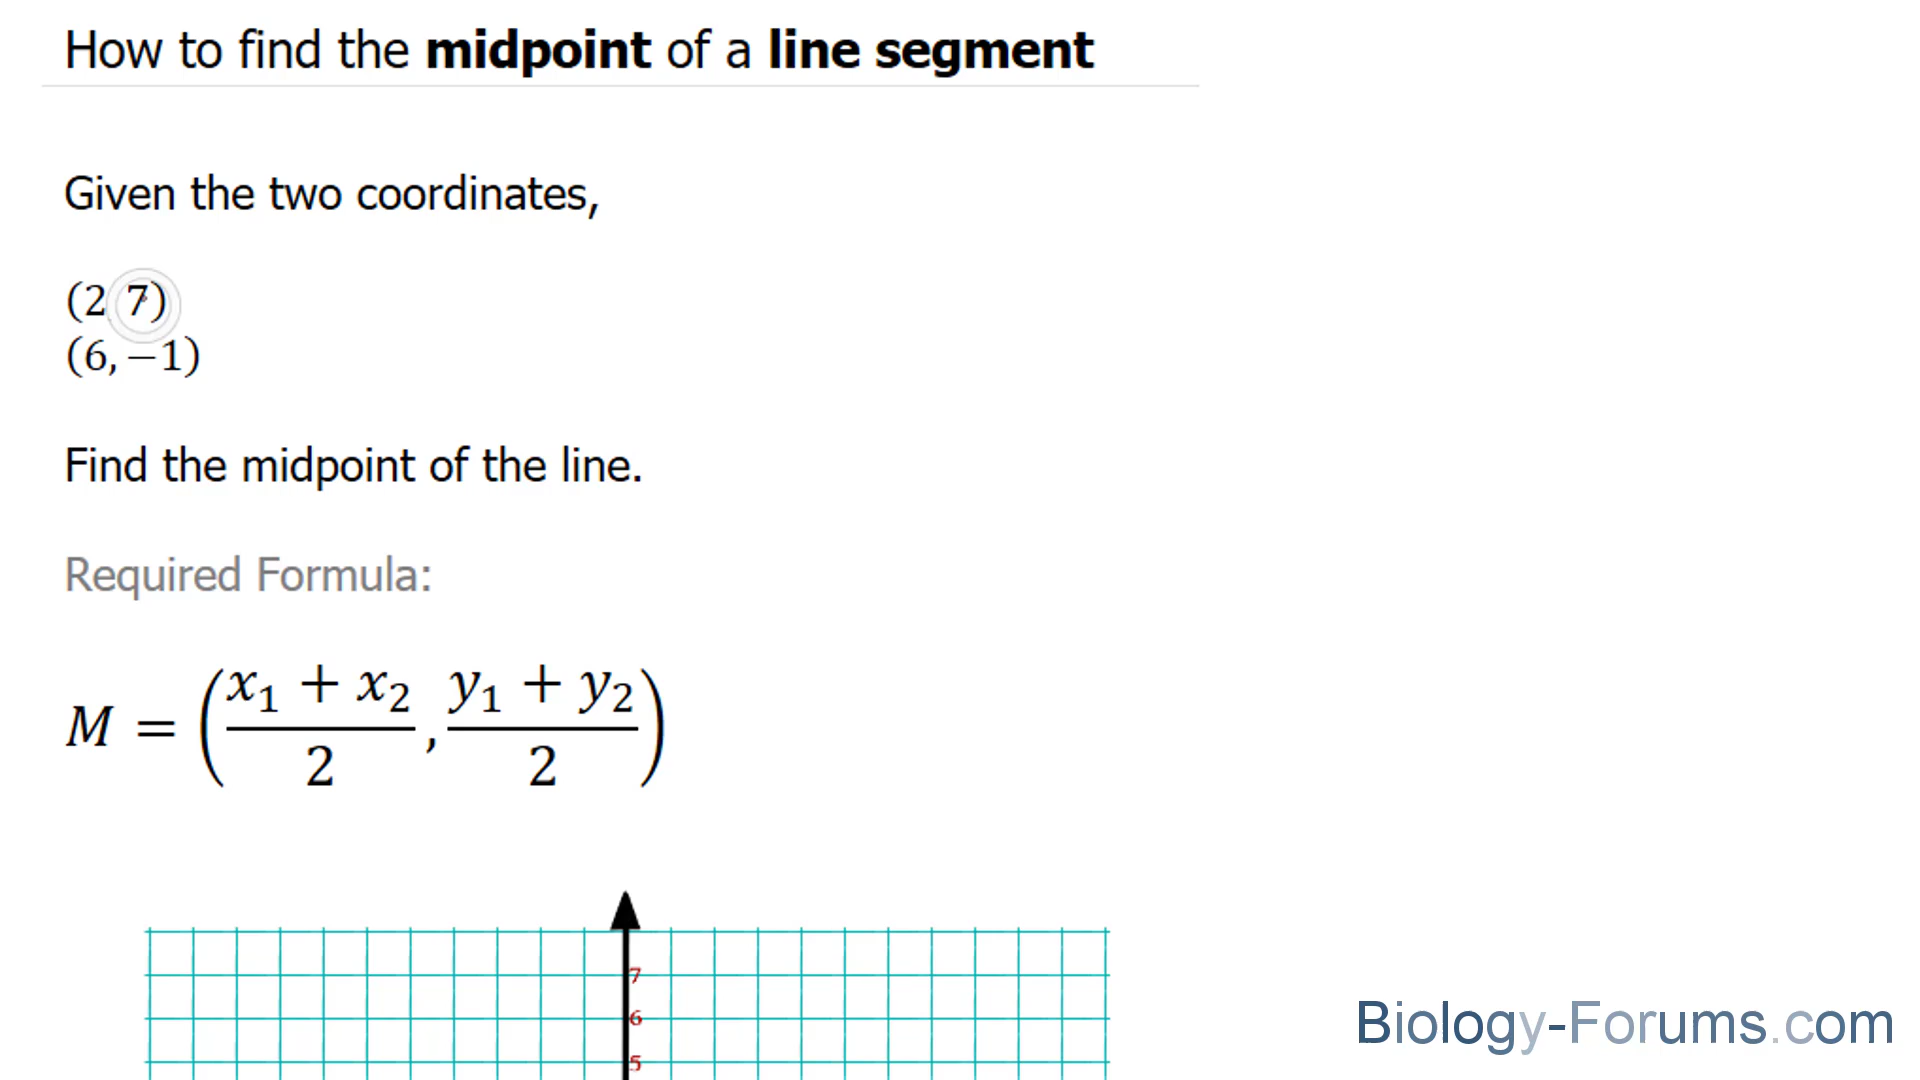 How to find the midpoint of a line segment
Given the two coordinates,
(2 7)
(6, −1)
Find the midpoint of the line.
Required Formula:
M = (x₁ + x₂ / 2, y₁ + y₂ / 2)
7
6
5
Biology-Forums.com